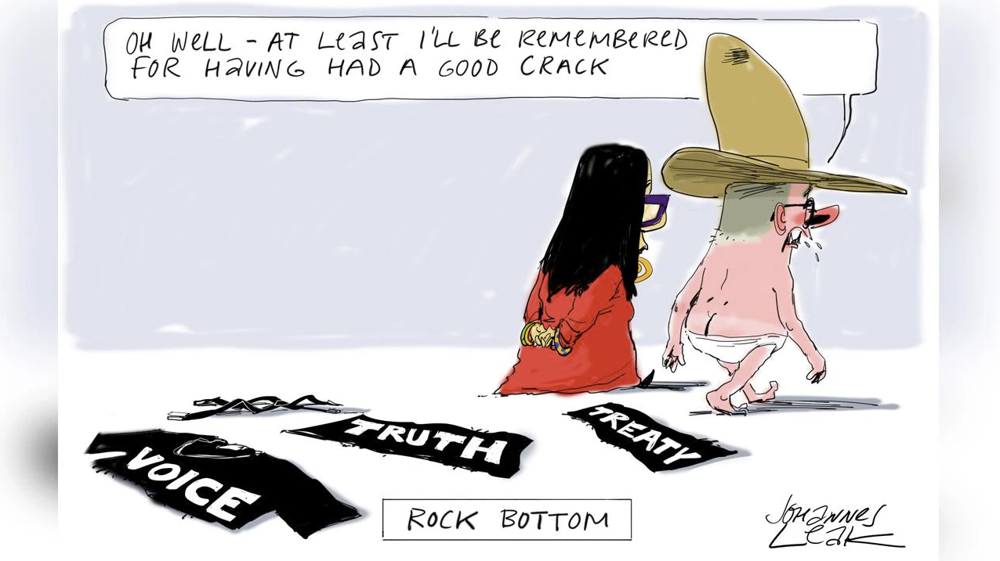 OH WELL - AT LEAST I'LL BE REMEMBERED
FOR HAVING HAD A GOOD CRACK
TREATY
TRUTH
VOICE
ROCK BOTTOM
JOHANNES
Leak